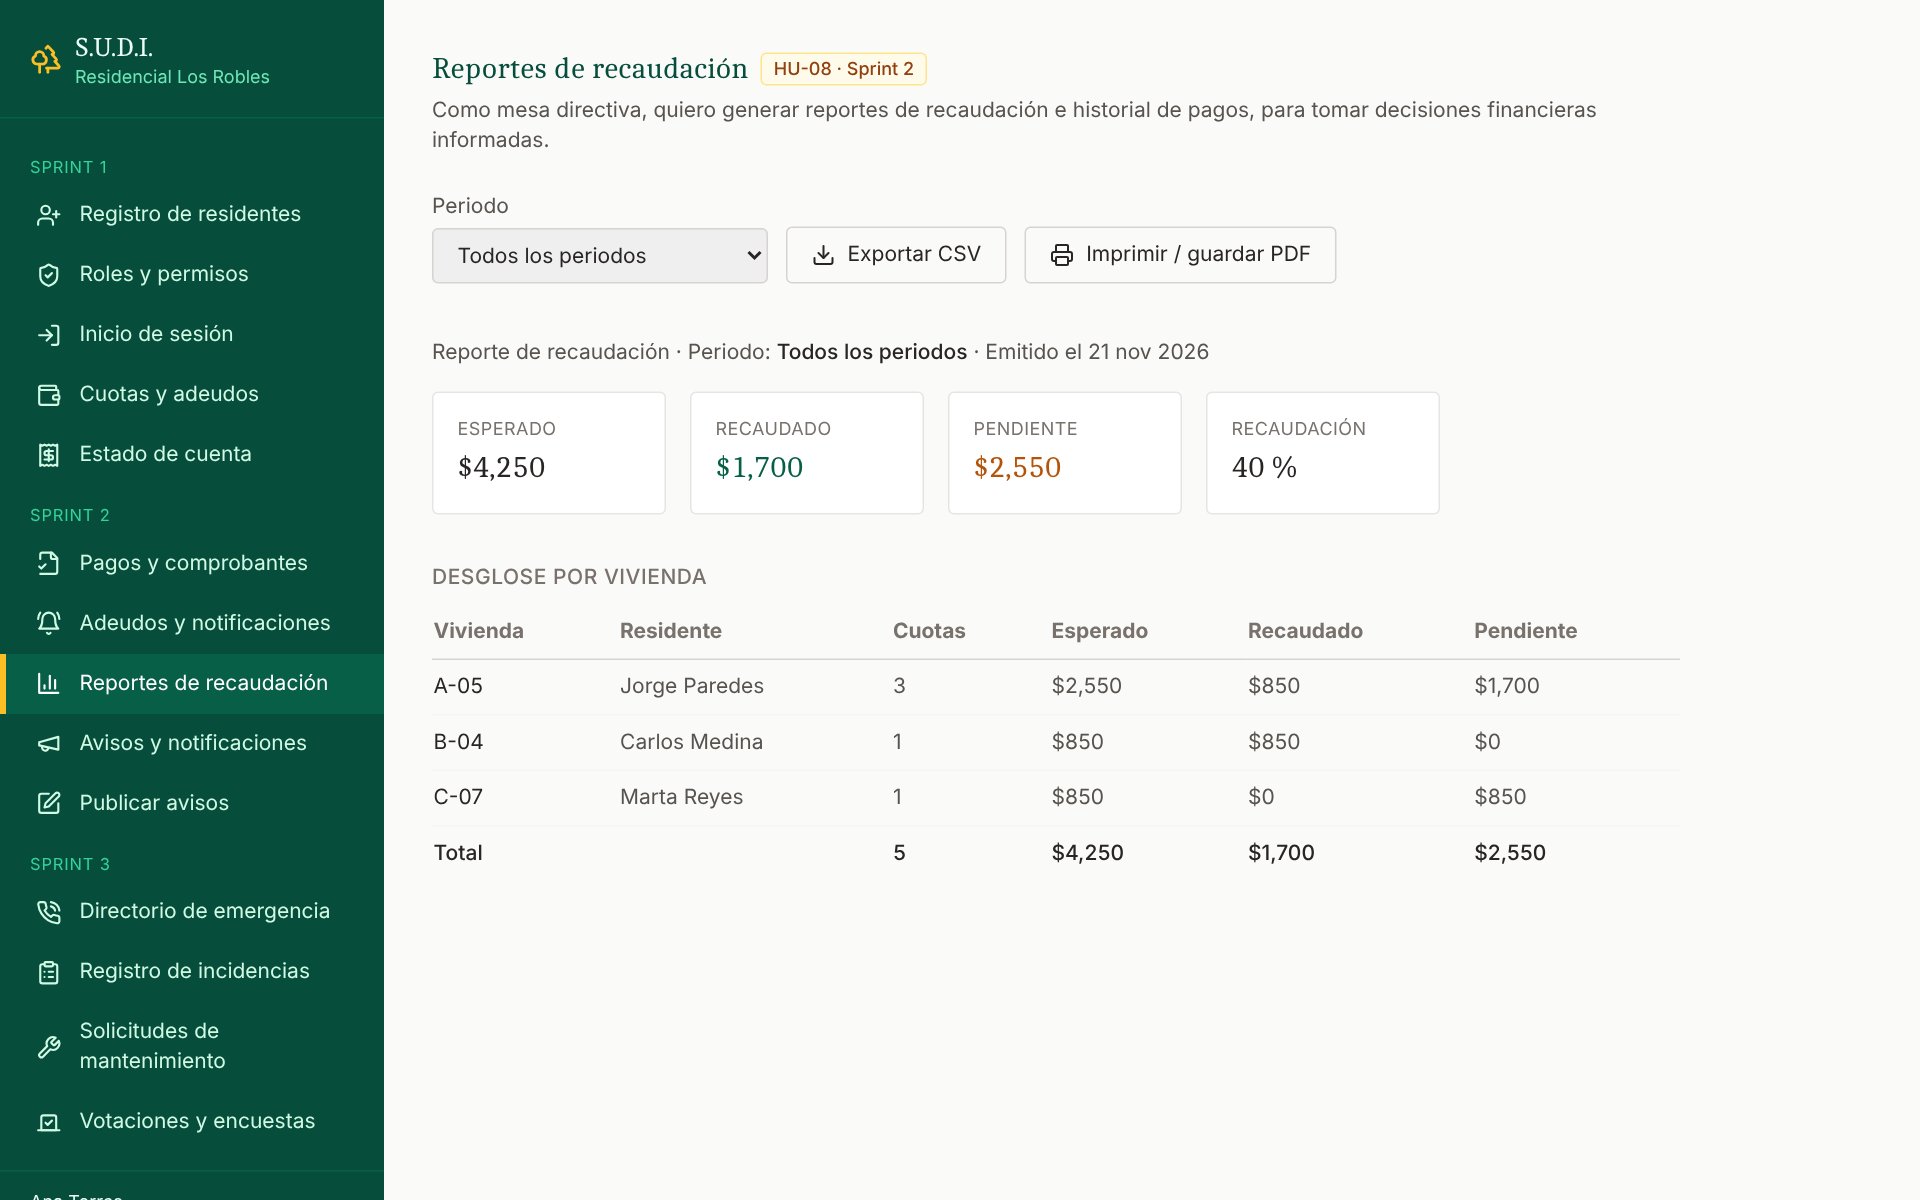 S.U.D.I.
Residencial Los Robles
SPRINT 1
Registro de residentes
Roles y permisos
Inicio de sesión
Cuotas y adeudos
Estado de cuenta
SPRINT 2
Pagos y comprobantes
Adeudos y notificaciones
Reportes de recaudación
Avisos y notificaciones
Publicar avisos
SPRINT 3
Directorio de emergencia
Registro de incidencias
Solicitudes de
mantenimiento
Votaciones y encuestas
Ana Torres
Reportes de recaudación HU-08 · Sprint 2
Como mesa directiva, quiero generar reportes de recaudación e historial de pagos, para tomar decisiones financieras
informadas.
Periodo
Todos los periodos Exportar CSV Imprimir / guardar PDF
Reporte de recaudación · Periodo: Todos los periodos · Emitido el 21 nov 2026
ESPERADO RECAUDADO PENDIENTE RECAUDACIÓN
$4,250 $1,700 $2,550 40 %
DESGLOSE POR VIVIENDA
Vivienda Residente Cuotas Esperado Recaudado Pendiente
A-05 Jorge Paredes 3 $2,550 $850 $1,700
B-04 Carlos Medina 1 $850 $850 $0
C-07 Marta Reyes 1 $850 $0 $850
Total 5 $4,250 $1,700 $2,550